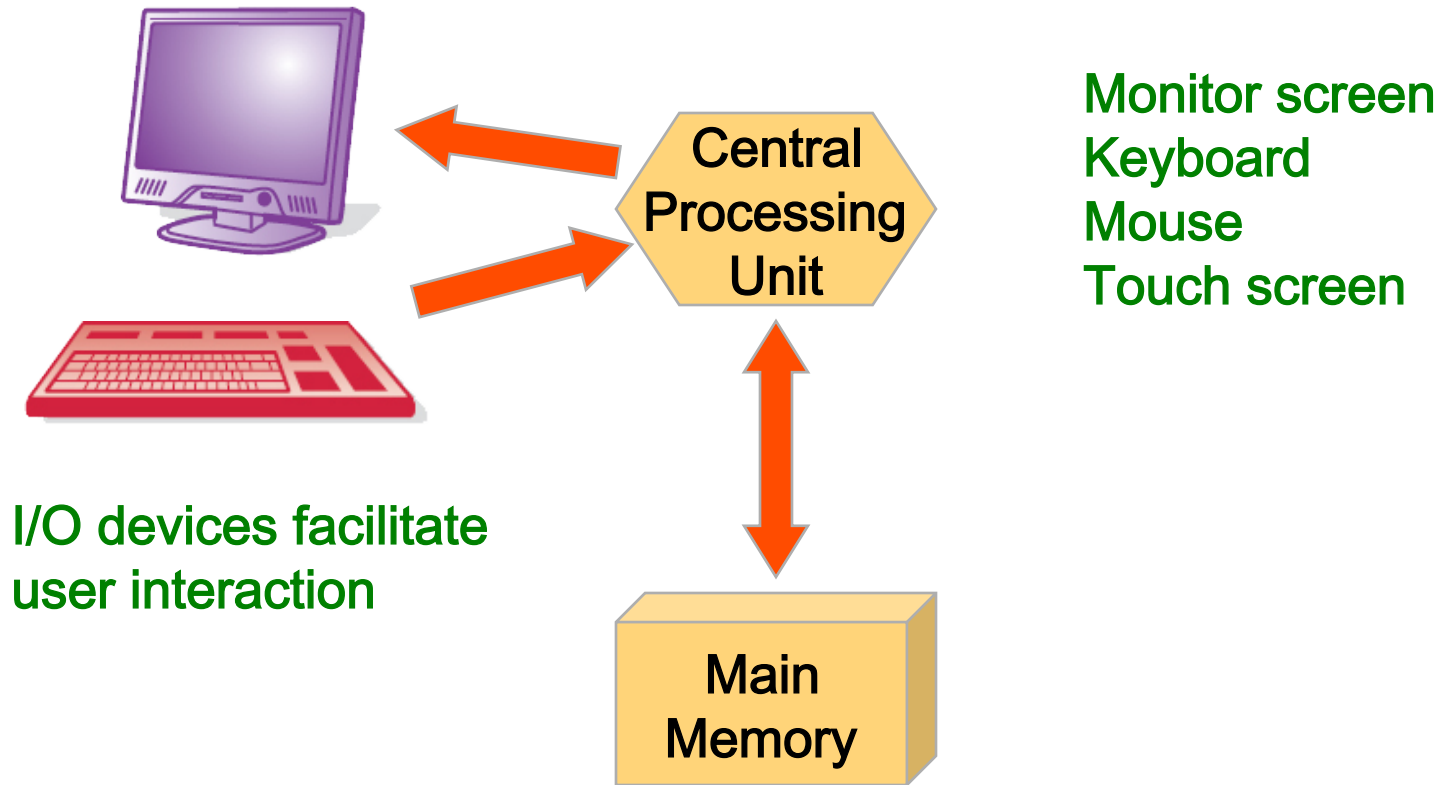 Central
Processing
Unit
Monitor screen
Keyboard
Mouse
Touch screen
I/O devices facilitate
user interaction
Main
Memory